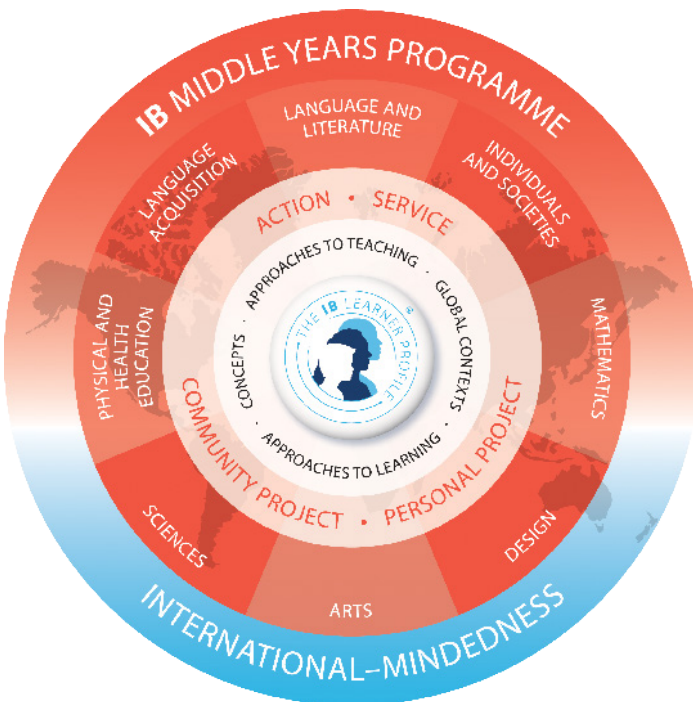 IB MIDDLE YEARS PROGRAMME
LANGUAGE AND
LITERATURE
INDIVIDUALS
AND SOCIETIES
MATHEMATICS
DESIGN
ARTS
SCIENCES
PHYSICAL AND
HEALTH
EDUCATION
LANGUAGE
ACQUISITION
ACTION • SERVICE
PERSONAL PROJECT
•
COMMUNITY PROJECT
APPROACHES TO TEACHING
·
GLOBAL CONTEXTS
·
APPROACHES TO LEARNING
·
CONCEPTS
·
THE IB LEARNER PROFILE
®
INTERNATIONAL–MINDEDNESS